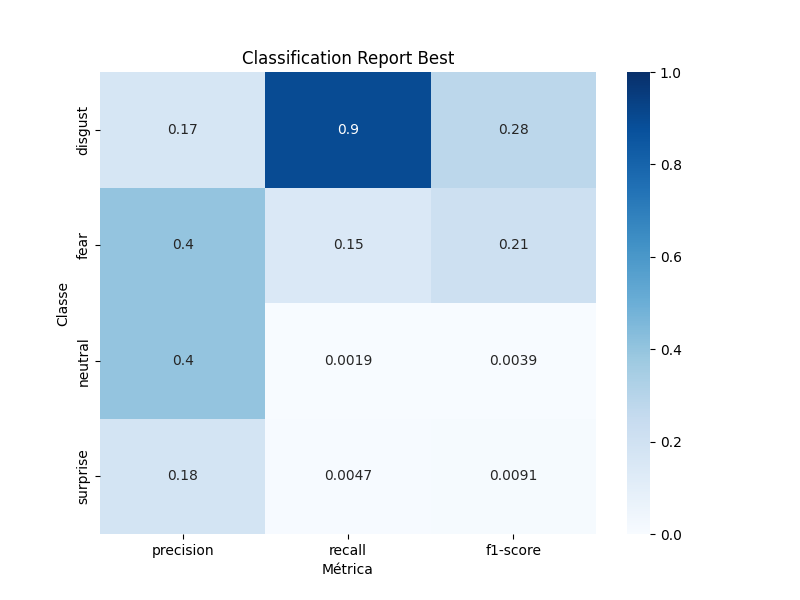 Classification Report Best
Classe
disgust 0.17 0.9 0.28
fear 0.4 0.15 0.21
neutral 0.4 0.0019 0.0039
surprise 0.18 0.0047 0.0091
precision recall f1-score
Métrica
1.0
0.8
0.6
0.4
0.2
0.0